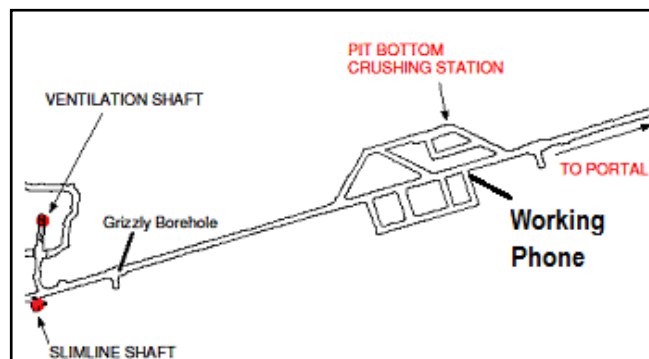 PIT BOTTOM
CRUSHING STATION
VENTILATION SHAFT
TO PORTAL
Grizzly Borehole
Working
Phone
SLIMLINE SHAFT